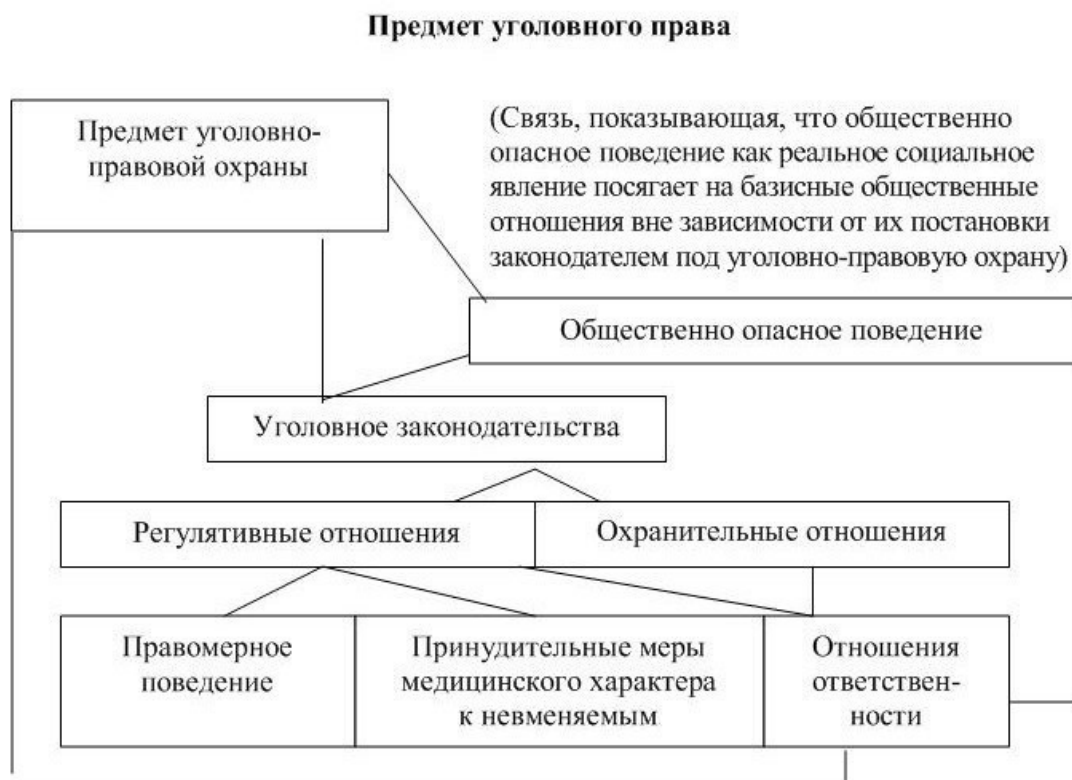 Предмет уголовного права
Предмет уголовно-
правовой охраны
(Связь, показывающая, что общественно
опасное поведение как реальное социальное
явление посягает на базисные общественные
отношения вне зависимости от их постановки
законодателем под уголовно-правовую охрану)
Общественно опасное поведение
Уголовное законодательства
Регулятивные отношения
Охранительные отношения
Правомерное
поведение
Принудительные меры
медицинского характера
к невменяемым
Отношения
ответствен-
ности